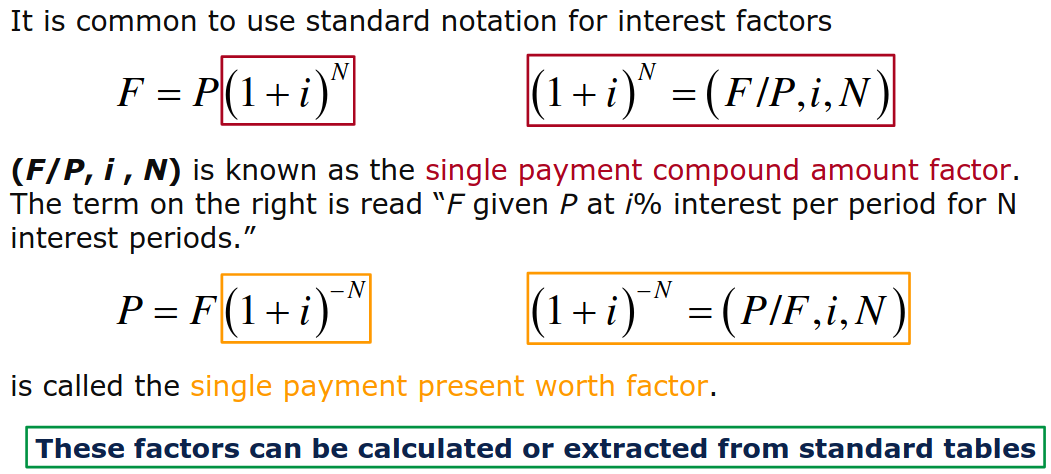 It is common to use standard notation for interest factors
F = P(1 + i)^N (1 + i)^N = (F/P,i,N)
(F/P, i , N) is known as the single payment compound amount factor.
The term on the right is read “F given P at i% interest per period for N
interest periods.”
P = F(1 + i)^−N (1 + i)^−N = (P/F,i,N)
is called the single payment present worth factor.
These factors can be calculated or extracted from standard tables